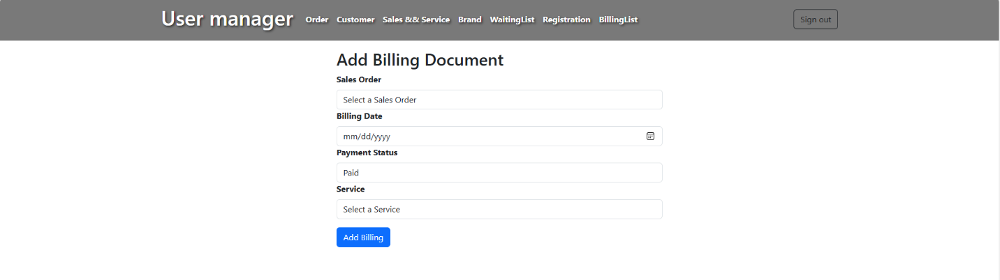 User manager Order Customer Sales && Service Brand WaitingList Registration BillingList Sign out
Add Billing Document
Sales Order
Select a Sales Order
Billing Date
mm/dd/yyyy
Payment Status
Paid
Service
Select a Service
Add Billing